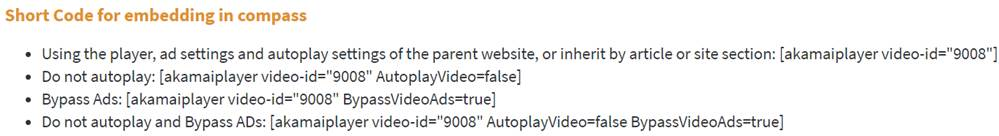 Short Code for embedding in compass
• Using the player, ad settings and autoplay settings of the parent website, or inherit by article or site section: [akamaiplayer video-id="9008"]
• Do not autoplay: [akamaiplayer video-id="9008" AutoplayVideo=false]
• Bypass Ads: [akamaiplayer video-id="9008" BypassVideoAds=true]
• Do not autoplay and Bypass ADs: [akamaiplayer video-id="9008" AutoplayVideo=false BypassVideoAds=true]